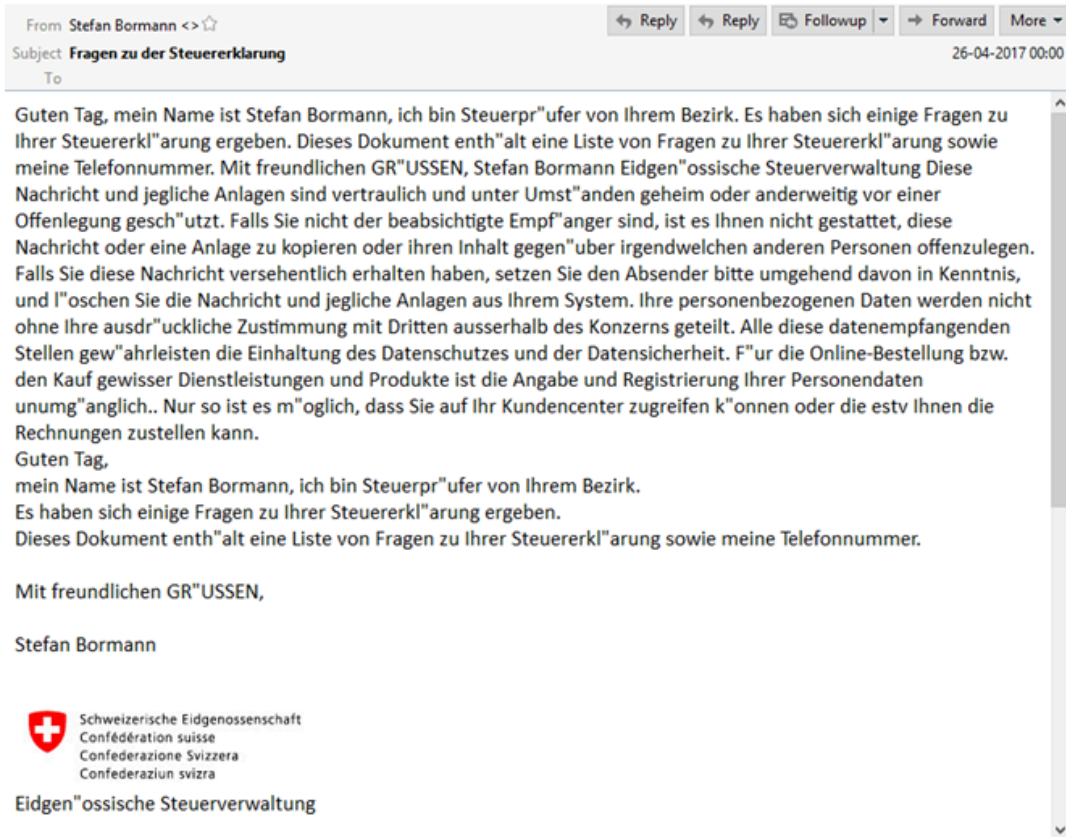 From Stefan Bormann <>
Reply Reply Followup Forward More
Subject Fragen zu der Steuererklarung
26-04-2017 00:00
To
Guten Tag, mein Name ist Stefan Bormann, ich bin Steuerpr"ufer von Ihrem Bezirk. Es haben sich einige Fragen zu
Ihrer Steuererkl"arung ergeben. Dieses Dokument enth"alt eine Liste von Fragen zu Ihrer Steuererkl"arung sowie
meine Telefonnummer. Mit freundlichen GR"USSEN, Stefan Bormann Eidgen"ossische Steuerverwaltung Diese
Nachricht und jegliche Anlagen sind vertraulich und unter Umst"anden geheim oder anderweitig vor einer
Offenlegung gesch"utzt. Falls Sie nicht der beabsichtigte Empf"anger sind, ist es Ihnen nicht gestattet, diese
Nachricht oder eine Anlage zu kopieren oder ihren Inhalt gegen"uber irgendwelchen anderen Personen offenzulegen.
Falls Sie diese Nachricht versehentlich erhalten haben, setzen Sie den Absender bitte umgehend davon in Kenntnis,
und l"oschen Sie die Nachricht und jegliche Anlagen aus Ihrem System. Ihre personenbezogenen Daten werden nicht
ohne Ihre ausdr"uckliche Zustimmung mit Dritten ausserhalb des Konzerns geteilt. Alle diese datenempfangenden
Stellen gew"ahrleisten die Einhaltung des Datenschutzes und der Datensicherheit. F"ur die Online-Bestellung bzw.
den Kauf gewisser Dienstleistungen und Produkte ist die Angabe und Registrierung Ihrer Personendaten
unumg"anglich.. Nur so ist es m"oglich, dass Sie auf Ihr Kundencenter zugreifen k"onnen oder die estv Ihnen die
Rechnungen zustellen kann.
Guten Tag,
mein Name ist Stefan Bormann, ich bin Steuerpr"ufer von Ihrem Bezirk.
Es haben sich einige Fragen zu Ihrer Steuererkl"arung ergeben.
Dieses Dokument enth"alt eine Liste von Fragen zu Ihrer Steuererkl"arung sowie meine Telefonnummer.
Mit freundlichen GR"USSEN,
Stefan Bormann
Schweizerische Eidgenossenschaft
Confédération suisse
Confederazione Svizzera
Confederaziun svizra
Eidgen"ossische Steuerverwaltung